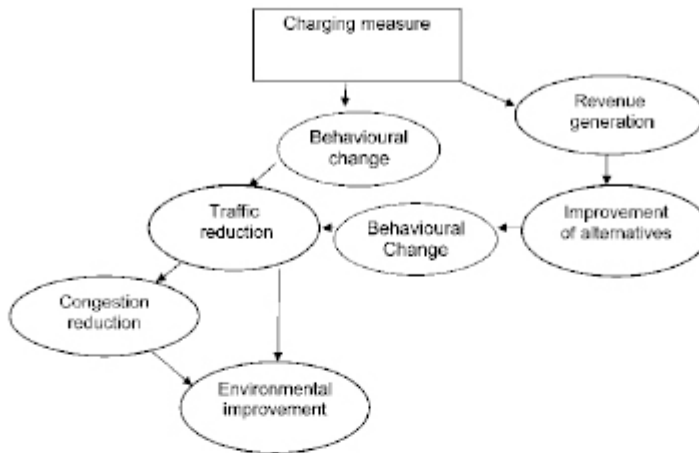 Charging measure
Revenue
generation
Behavioural
change
Traffic
reduction
Behavioural
Change
Improvement
of alternatives
Congestion
reduction
Environmental
improvement